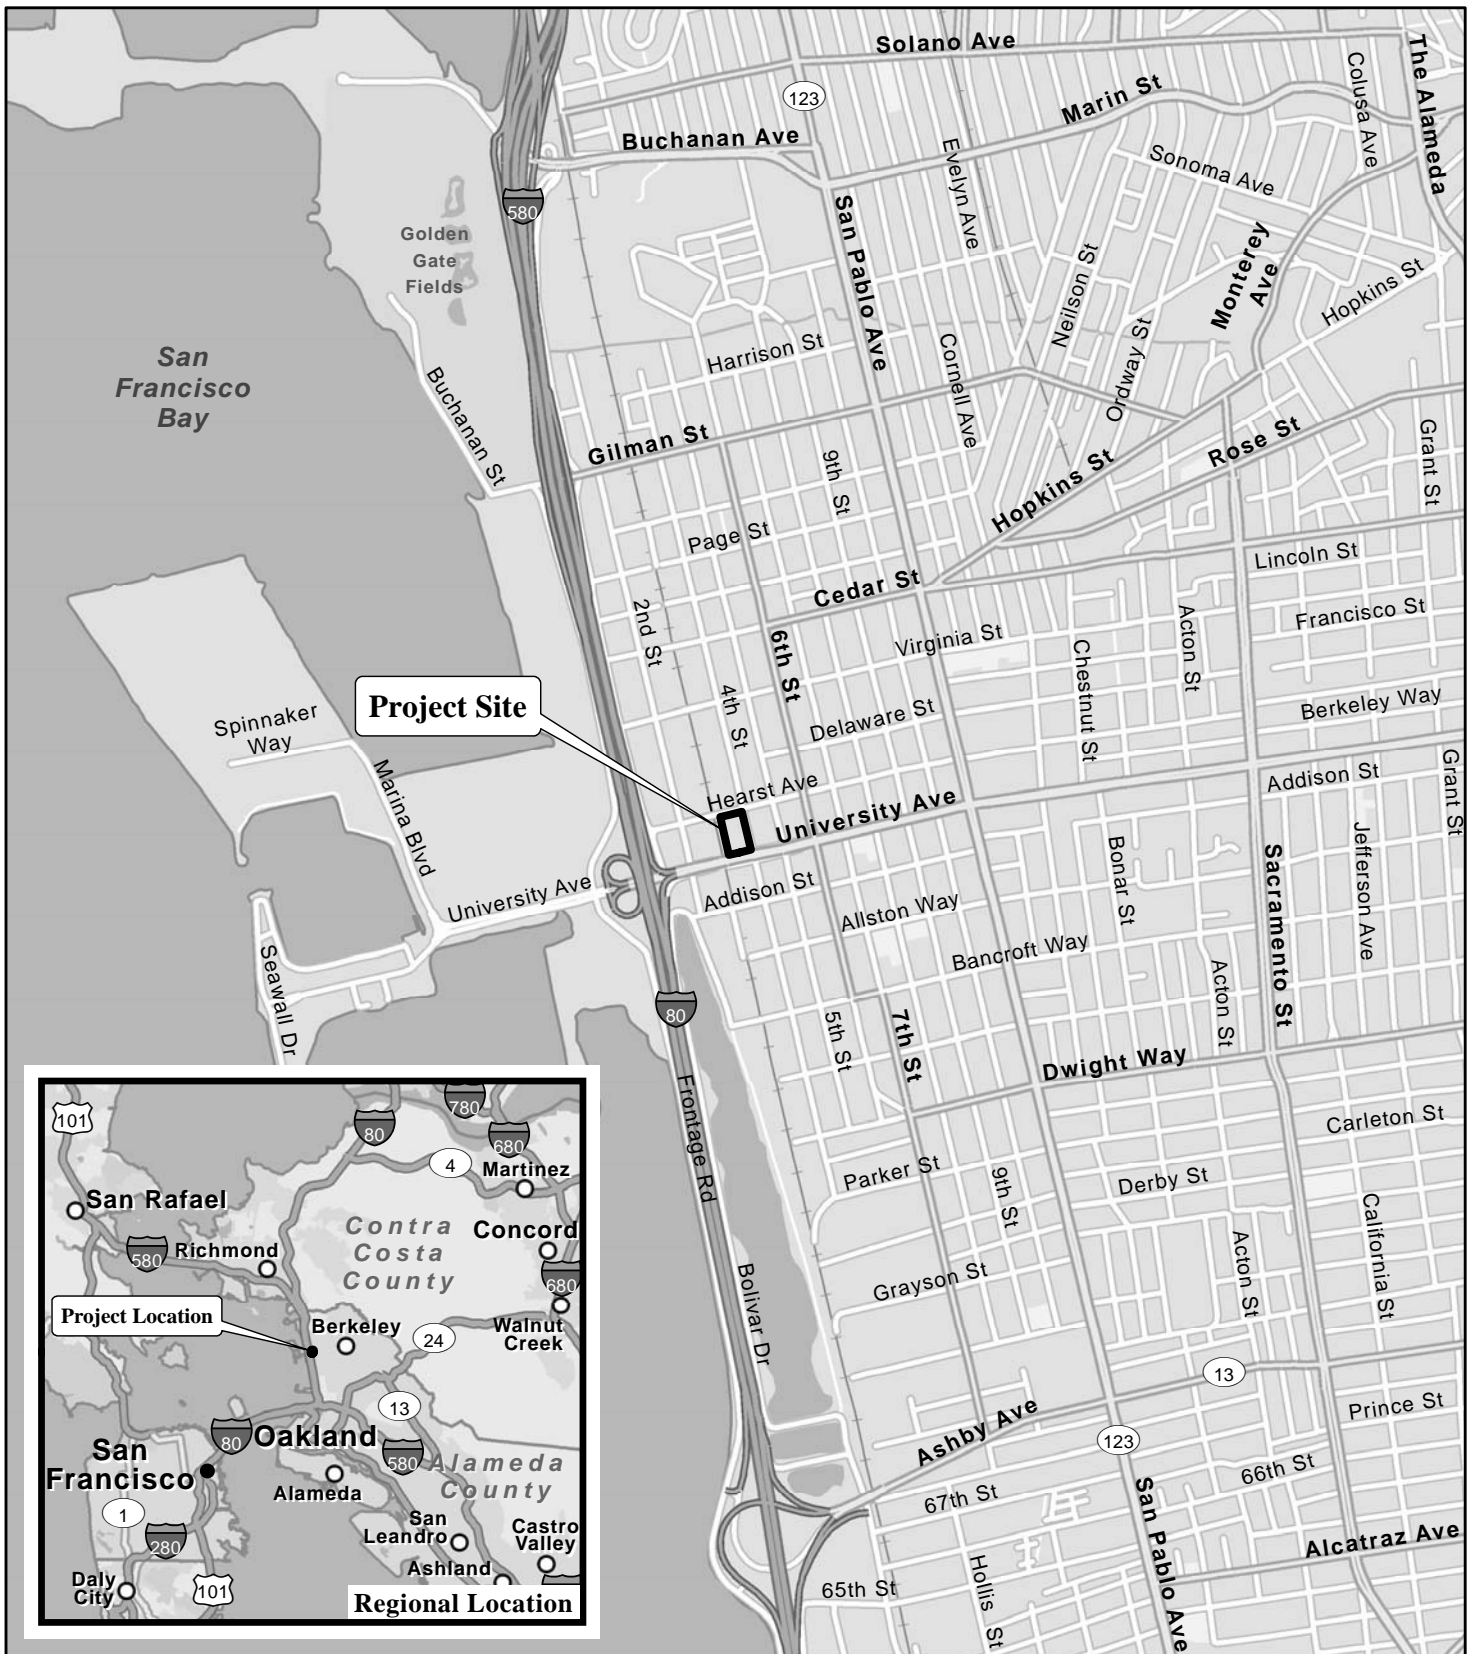 Solano Ave
The Alameda
Colusa Ave
123
Marin St
Buchanan Ave
Evelyn Ave
Sonoma Ave
580
San Pablo Ave
Golden
Gate
Fields
Monterey
Ave
Neilson St
Hopkins St
San
Francisco
Bay
Harrison St
Cornell Ave
Ordway St
Buchanan St
Gilman St
9th St
Hopkins St
Rose St
Grant St
Page St
Cedar St
Lincoln St
2nd St
6th St
Virginia St
Chestnut St
Acton St
Francisco St
Project Site
4th St
Delaware St
Berkeley Way
Spinnaker
Way
Marina Blvd
Hearst Ave
University Ave
Addison St
Grant St
University Ave
Addison St
Allston Way
Bonar St
Sacramento St
Jefferson Ave
Seawall Dr
Bancroft Way
Acton St
80
5th St
7th St
Dwight Way
Frontage Rd
Carleton St
Parker St
9th St
Derby St
California St
Acton St
Bolivar Dr
Grayson St
13
Ashby Ave
Prince St
123
66th St
67th St
San Pablo Ave
Alcatraz Ave
65th St
Hollis St
101
780
80
680
4
Martinez
San Rafael
Contra
Costa
County
Concord
580
Richmond
680
Project Location
Berkeley
24
Walnut
Creek
13
80
Oakland
580
San
Francisco
Alameda
County
Alameda
1
San
Leandro
Castro
Valley
280
Ashland
Daly
City
101
Regional Location